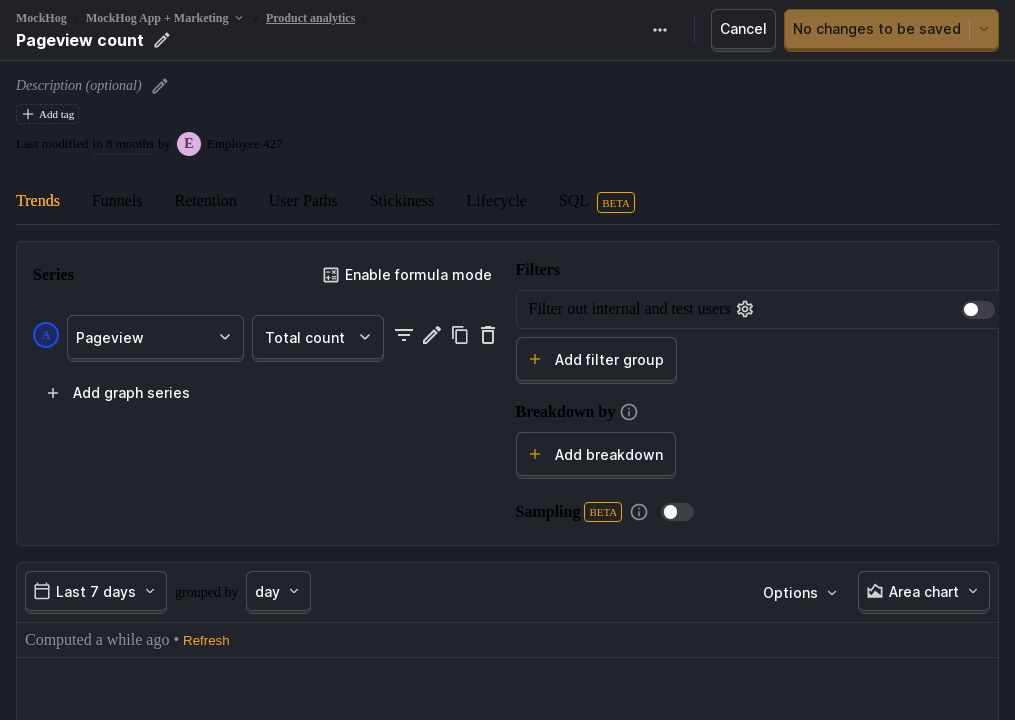 MockHog / MockHog App + Marketing / Product analytics /
Pageview count
Cancel
No changes to be saved
Description (optional)
Add tag
Last modified in 8 months by E Employee 427
Trends Funnels Retention User Paths Stickiness Lifecycle SQL BETA
Series
Enable formula mode
A Pageview Total count
Add graph series
Filters
Filter out internal and test users
Add filter group
Breakdown by
Add breakdown
Sampling BETA
Last 7 days grouped by day
Options
Area chart
Computed a while ago • Refresh